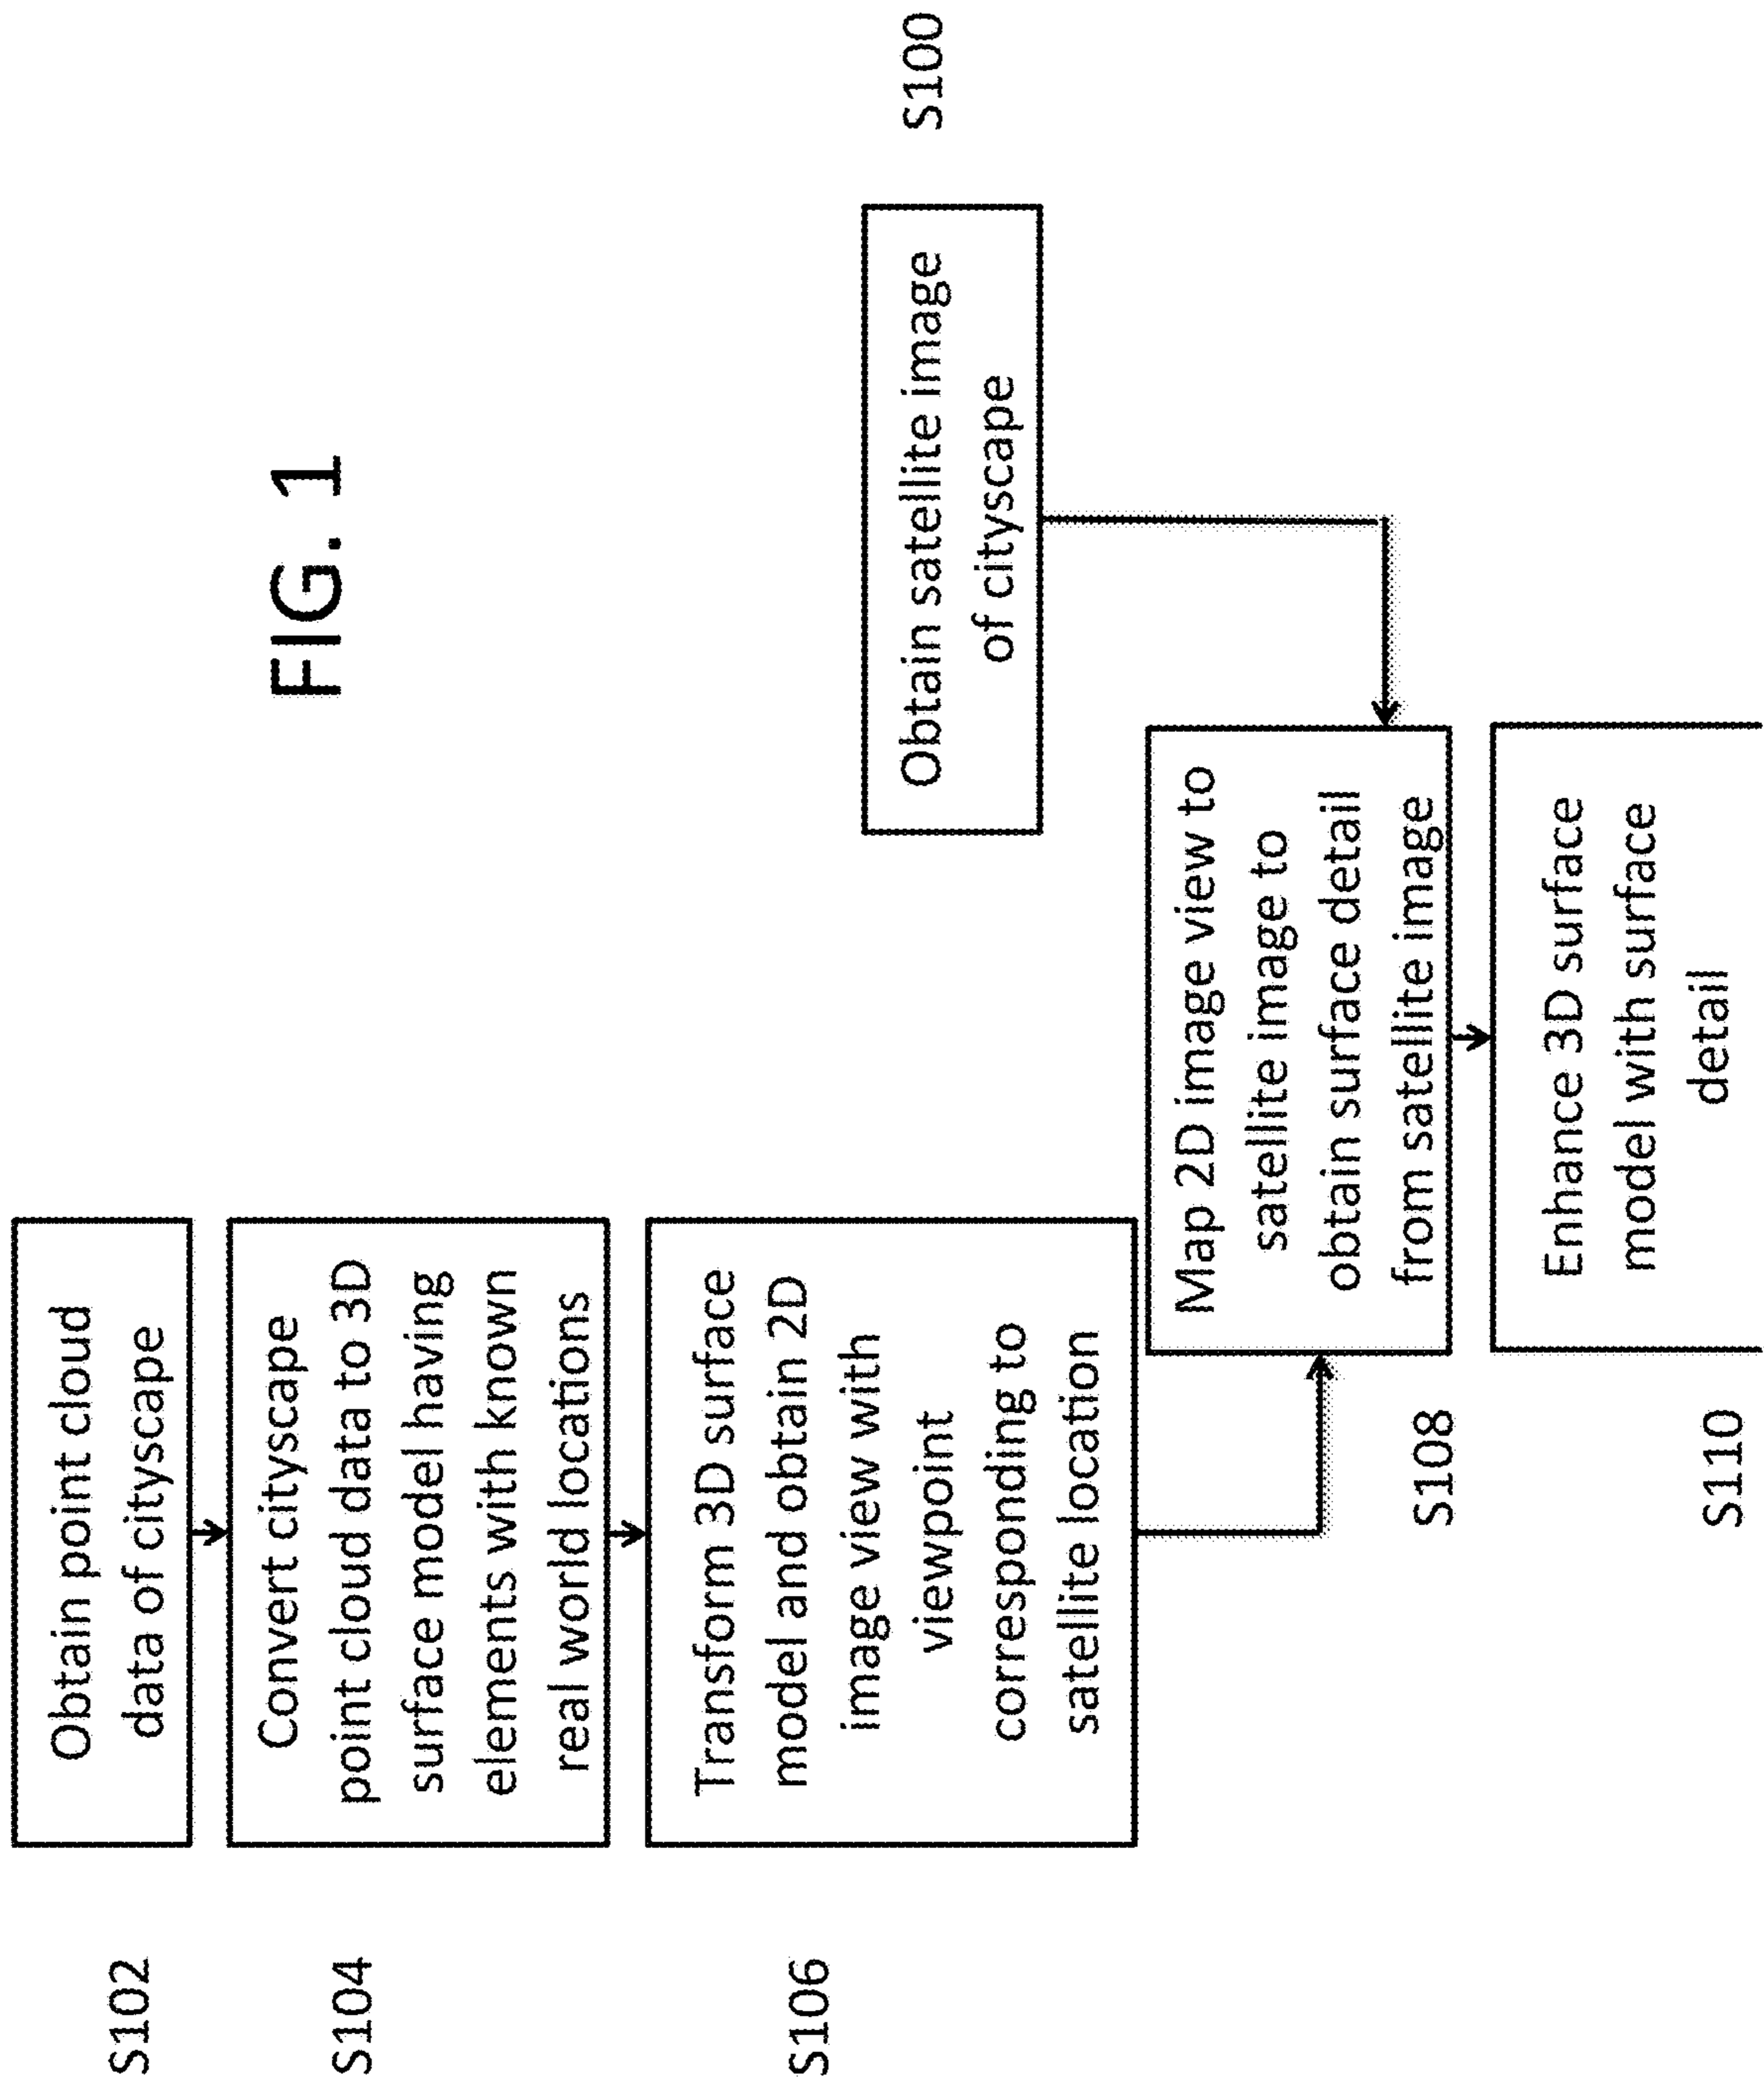 FIG. 1
S102
Obtain point cloud
data of cityscape
S104
Convert cityscape
point cloud data to 3D
surface model having
elements with known
real world locations
S106
Transform 3D surface
model and obtain 2D
image view with
viewpoint
corresponding to
satellite location
Obtain satellite image
of cityscape
S100
Map 2D image view to
satellite image to
obtain surface detail
from satellite image
S108
Enhance 3D surface
model with surface
detail
S110